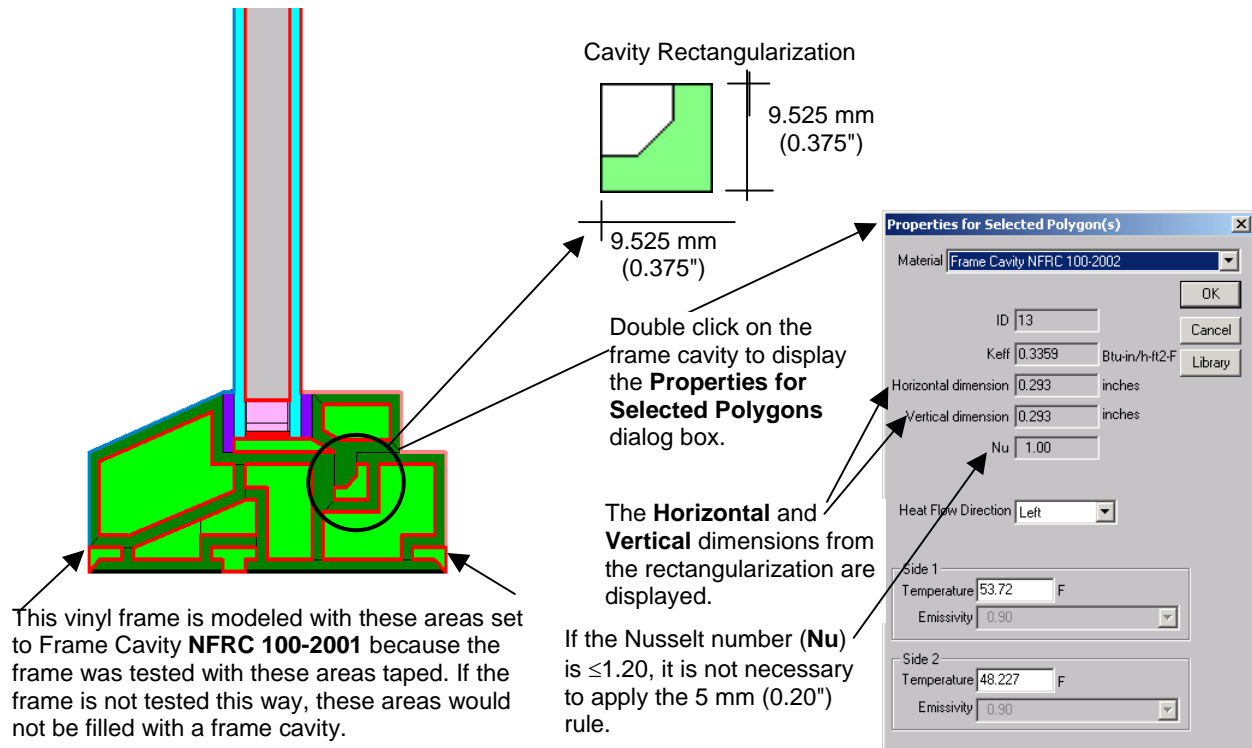 Cavity Rectangularization
9.525 mm
(0.375")
9.525 mm
(0.375")
Double click on the
frame cavity to display
the Properties for
Selected Polygons
dialog box.
The Horizontal and
Vertical dimensions from
the rectangularization are
displayed.
If the Nusselt number (Nu)
is ≤1.20, it is not necessary
to apply the 5 mm (0.20")
rule.
This vinyl frame is modeled with these areas set
to Frame Cavity NFRC 100-2001 because the
frame was tested with these areas taped. If the
frame is not tested this way, these areas would
not be filled with a frame cavity.
Properties for Selected Polygon(s)
Material Frame Cavity NFRC 100-2002
OK
ID 13
Cancel
Keff 0.3359 Btu-in/h-ft2-F
Library
Horizontal dimension 0.293 inches
Vertical dimension 0.293 inches
Nu 1.00
Heat Flow Direction Left
Side 1
Temperature 53.72 F
Emissivity 0.90
Side 2
Temperature 48.227 F
Emissivity 0.90